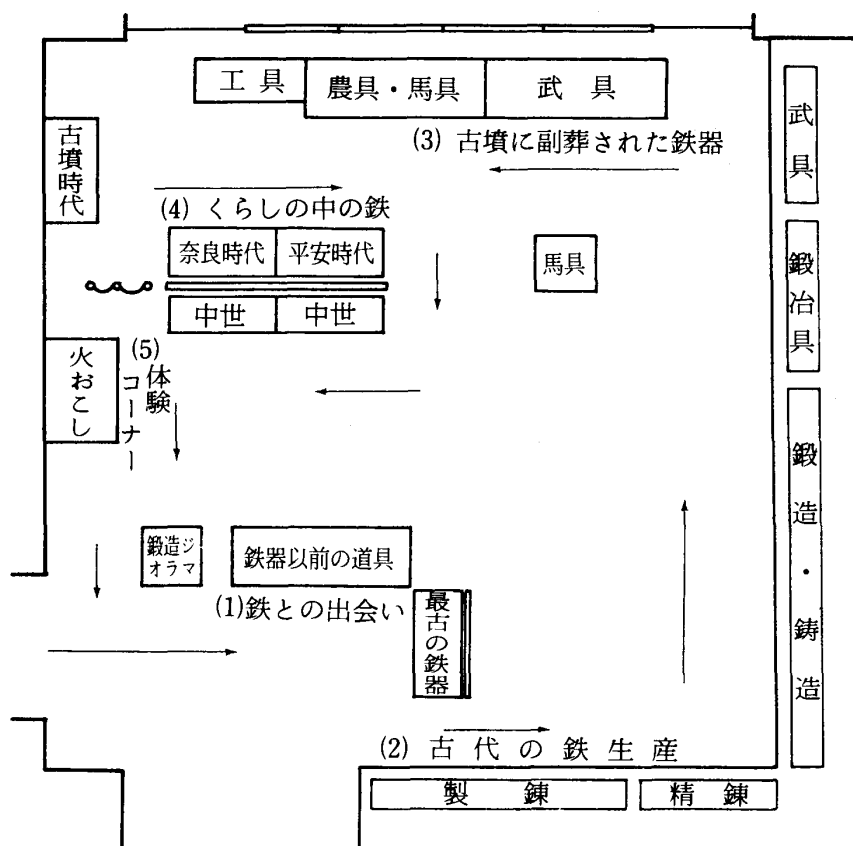 工具
農具・馬具
武具
(3) 古墳に副葬された鉄器
武具
古墳時代
(4) くらしの中の鉄
奈良時代
平安時代
馬具
鍛冶具
中世
中世
火おこし
(5) 体験
コーナー
鍛造・鋳造
鍛造ジ
オラマ
鉄器以前の道具
(1)鉄との出会い
最古の鉄器
(2) 古代の鉄生産
製錬
精錬